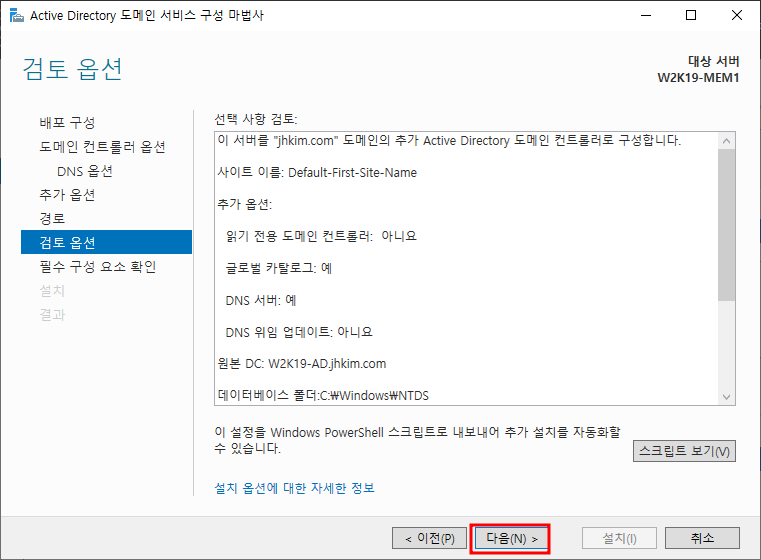 Active Directory 도메인 서비스 구성 마법사
검토 옵션
대상 서버
W2K19-MEM1
배포 구성
도메인 컨트롤러 옵션
DNS 옵션
추가 옵션
경로
검토 옵션
필수 구성 요소 확인
설치
결과
선택 사항 검토:
이 서버를 "jhkim.com" 도메인의 추가 Active Directory 도메인 컨트롤러로 구성합니다.
사이트 이름: Default-First-Site-Name
추가 옵션:
읽기 전용 도메인 컨트롤러: 아니요
글로벌 카탈로그: 예
DNS 서버: 예
DNS 위임 업데이트: 아니요
원본 DC: W2K19-AD.jhkim.com
데이터베이스 폴더:C:₩Windows₩NTDS
이 설정을 Windows PowerShell 스크립트로 내보내어 추가 설치를 자동화할
수 있습니다.
스크립트 보기(V)
설치 옵션에 대한 자세한 정보
< 이전(P)
다음(N) >
설치(I)
취소